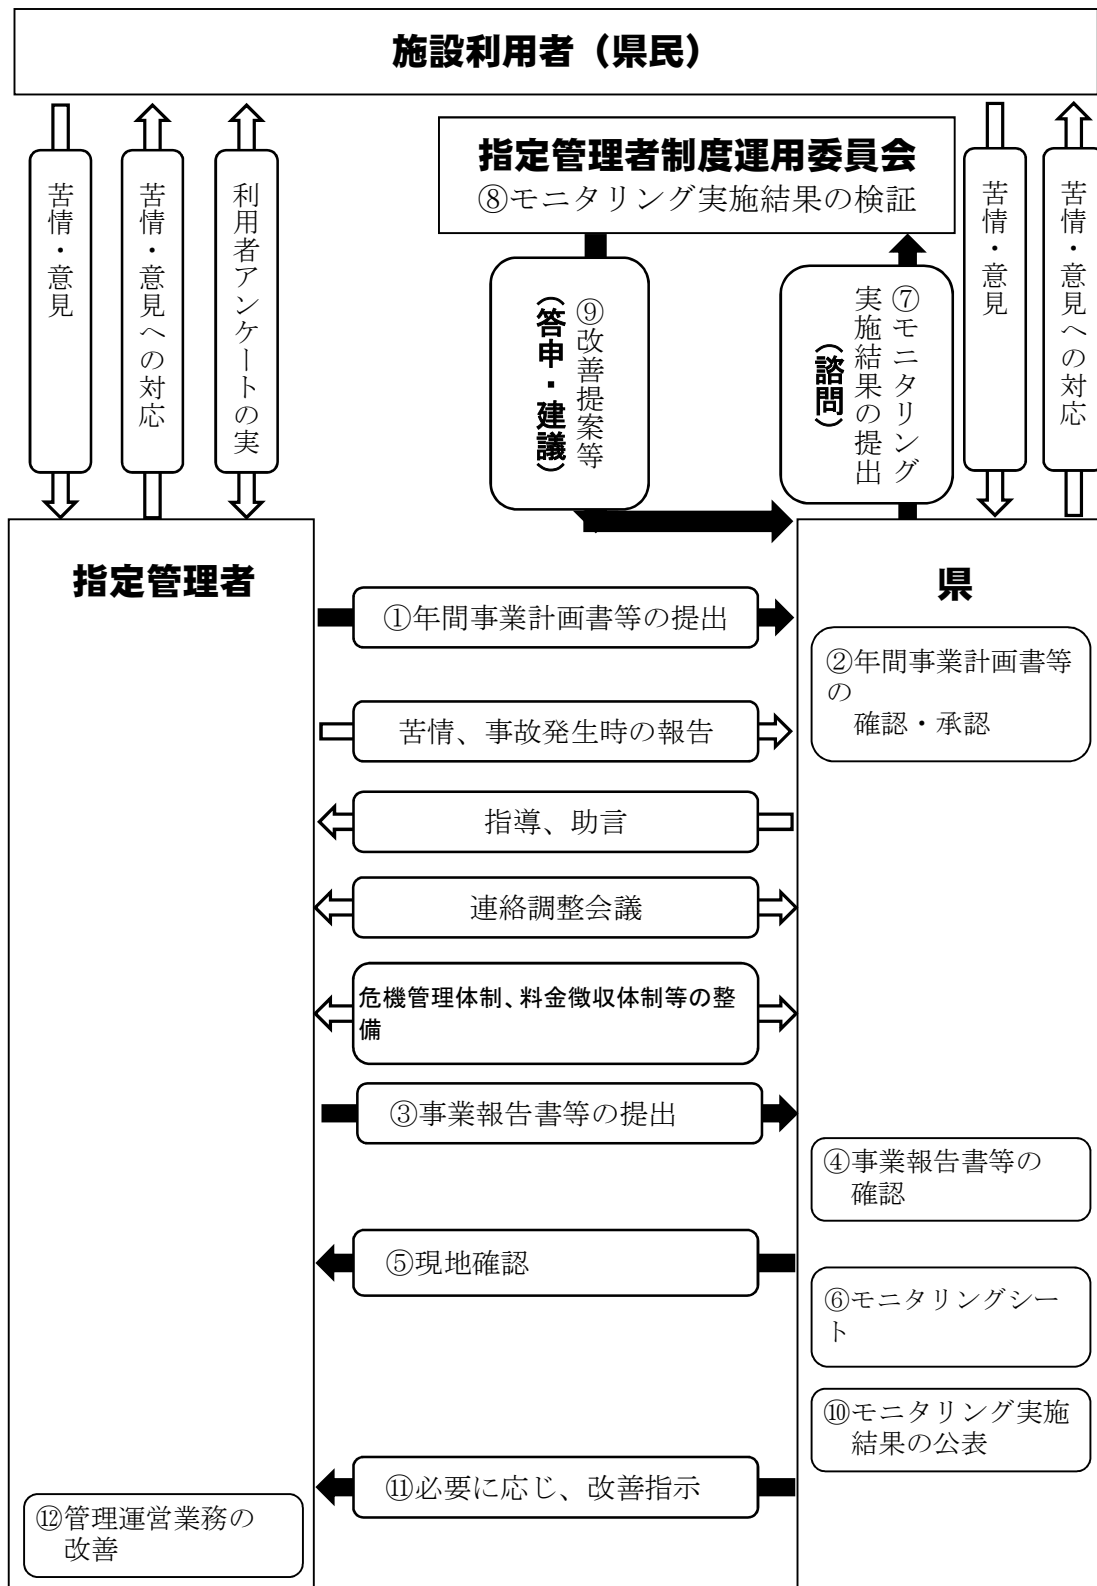 施設利用者（県民）
苦情・意見
苦情・意見への対応
利用者アンケートの実
指定管理者制度運用委員会
⑧モニタリング実施結果の検証
⑨改善提案等
（答申・建議）
⑦モニタリング
実施結果の提出
（諮問）
苦情・意見
苦情・意見への対応
指定管理者
県
①年間事業計画書等の提出
②年間事業計画書等
の
確認・承認
苦情、事故発生時の報告
指導、助言
連絡調整会議
危機管理体制、料金徴収体制等の整
備
③事業報告書等の提出
④事業報告書等の
確認
⑤現地確認
⑥モニタリングシー
ト
⑩モニタリング実施
結果の公表
⑪必要に応じ、改善指示
⑫管理運営業務の
改善